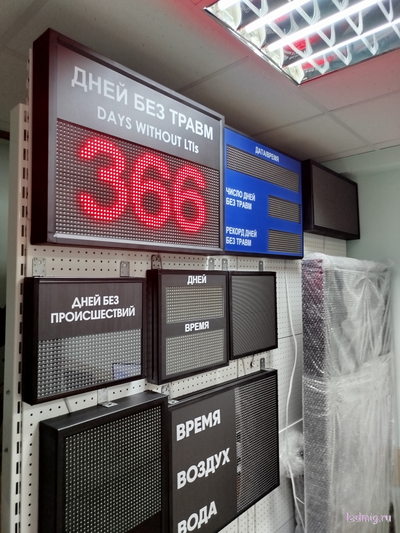 ДНЕЙ БЕЗ ТРАВМ
DAYS WITHOUT LTIs
366
ДАТА/ВРЕМЯ
ЧИСЛО ДНЕЙ
БЕЗ ТРАВМ
РЕКОРД ДНЕЙ
БЕЗ ТРАВМ
ДНЕЙ БЕЗ
ПРОИСШЕСТВИЙ
ДНЕЙ
ВРЕМЯ
ВРЕМЯ
ВОЗДУХ
ВОДА
ledmig.ru